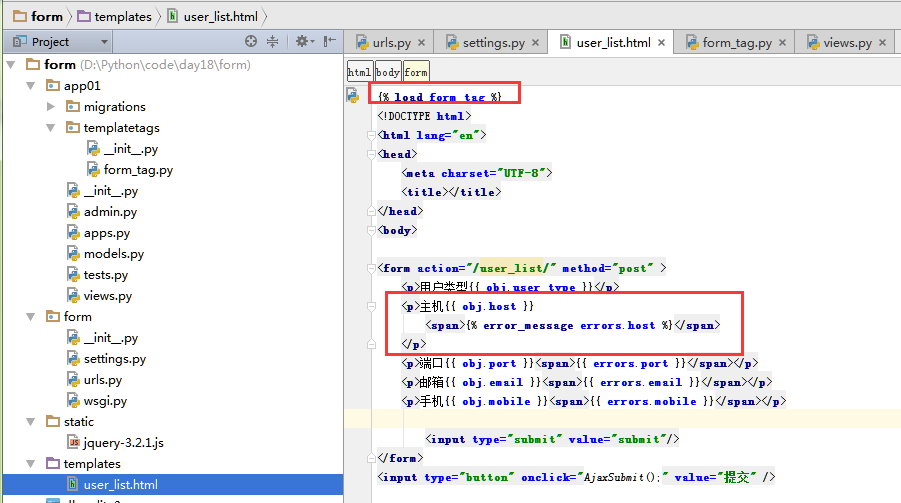 form templates user_list.html
Project
urls.py settings.py user_list.html form_tag.py views.py
html body form
form (D:\Python\code\day18\form)
app01
migrations
templatetags
__init__.py
form_tag.py
__init__.py
admin.py
apps.py
models.py
tests.py
views.py
form
__init__.py
settings.py
urls.py
wsgi.py
static
jquery-3.2.1.js
templates
user_list.html
{% load form_tag %}
<!DOCTYPE html>
<html lang="en">
<head>
<meta charset="UTF-8">
<title></title>
</head>
<body>
<form action="/user_list/" method="post" >
<p>用户类型{{ obj.user_type }}</p>
<p>主机{{ obj.host }}
<span>{% error_message errors.host %}</span>
</p>
<p>端口{{ obj.port }}<span>{{ errors.port }}</span></p>
<p>邮箱{{ obj.email }}<span>{{ errors.email }}</span></p>
<p>手机{{ obj.mobile }}<span>{{ errors.mobile }}</span></p>
<input type="submit" value="submit"/>
</form>
<input type="button" onclick="AjaxSubmit();" value="提交" />